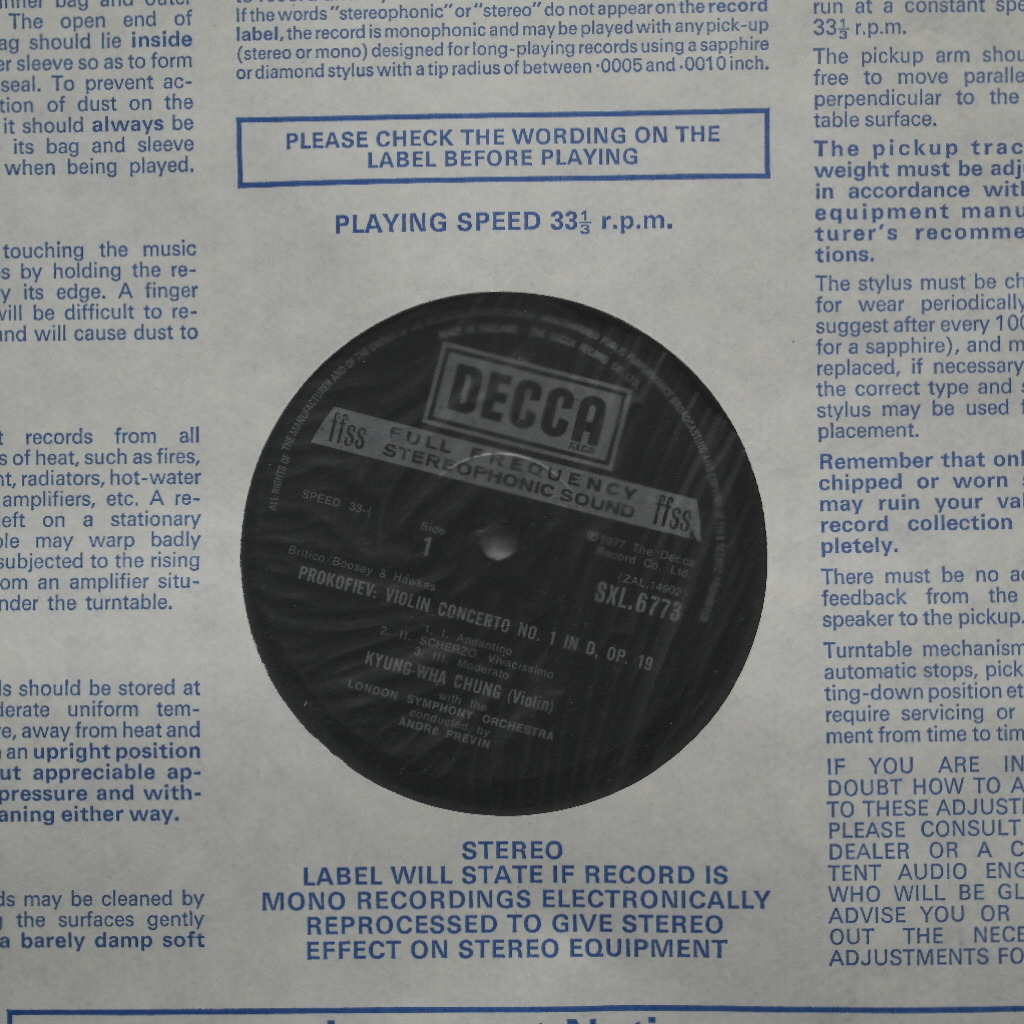 inner bag and outer
The open end of
ag should lie inside
er sleeve so as to form
seal. To prevent ac-
tion of dust on the
it should always be
its bag and sleeve
when being played.
touching the music
s by holding the re-
y its edge. A finger
will be difficult to re-
and will cause dust to
t records from all
s of heat, such as fires,
nt, radiators, hot-water
amplifiers, etc. A re-
left on a stationary
ble may warp badly
subjected to the rising
om an amplifier situ-
nder the turntable.
ds should be stored at
derate uniform tem-
re, away from heat and
an upright position
ut appreciable ap-
pressure and with-
aning either way.
ds may be cleaned by
g the surfaces gently
a barely damp soft
If the words "stereophonic" or "stereo" do not appear on the record
label, the record is monophonic and may be played with any pick-up
(stereo or mono) designed for long-playing records using a sapphire
or diamond stylus with a tip radius of between ·0005 and ·0010 inch.
PLEASE CHECK THE WORDING ON THE
LABEL BEFORE PLAYING
PLAYING SPEED 33⅓ r.p.m.
DECCA
ffss FULL FREQUENCY
STEREOPHONIC SOUND ffss
SPEED 33⅓
Side
1
℗ 1977 The Decca
Record Co. Ltd.
(ZAL.14902)
SXL.6773
Britico/Boosey & Hawkes
PROKOFIEV: VIOLIN CONCERTO NO. 1 IN D, OP. 19
1. I. Andantino
2. II. SCHERZO. Vivacissimo
3. III. Moderato
KYUNG-WHA CHUNG (Violin)
with the
LONDON SYMPHONY ORCHESTRA
conducted by
ANDRÉ PREVIN
STEREO
LABEL WILL STATE IF RECORD IS
MONO RECORDINGS ELECTRONICALLY
REPROCESSED TO GIVE STEREO
EFFECT ON STEREO EQUIPMENT
run at a constant spe
33⅓ r.p.m.
The pickup arm shou
free to move paralle
perpendicular to the
table surface.
The pickup trac
weight must be adj
in accordance with
equipment manu
turer's recomme
tions.
The stylus must be ch
for wear periodically
suggest after every 100
for a sapphire), and m
replaced, if necessary
the correct type and s
stylus may be used f
placement.
Remember that onl
chipped or worn s
may ruin your val
record collection
pletely.
There must be no ac
feedback from the
speaker to the pickup.
Turntable mechanism
automatic stops, pick
ting-down position et
require servicing or
ment from time to tim
IF YOU ARE IN
DOUBT HOW TO A
TO THESE ADJUSTI
PLEASE CONSULT
DEALER OR A C
TENT AUDIO ENG
WHO WILL BE GL
ADVISE YOU OR
OUT THE NECE
ADJUSTMENTS FO